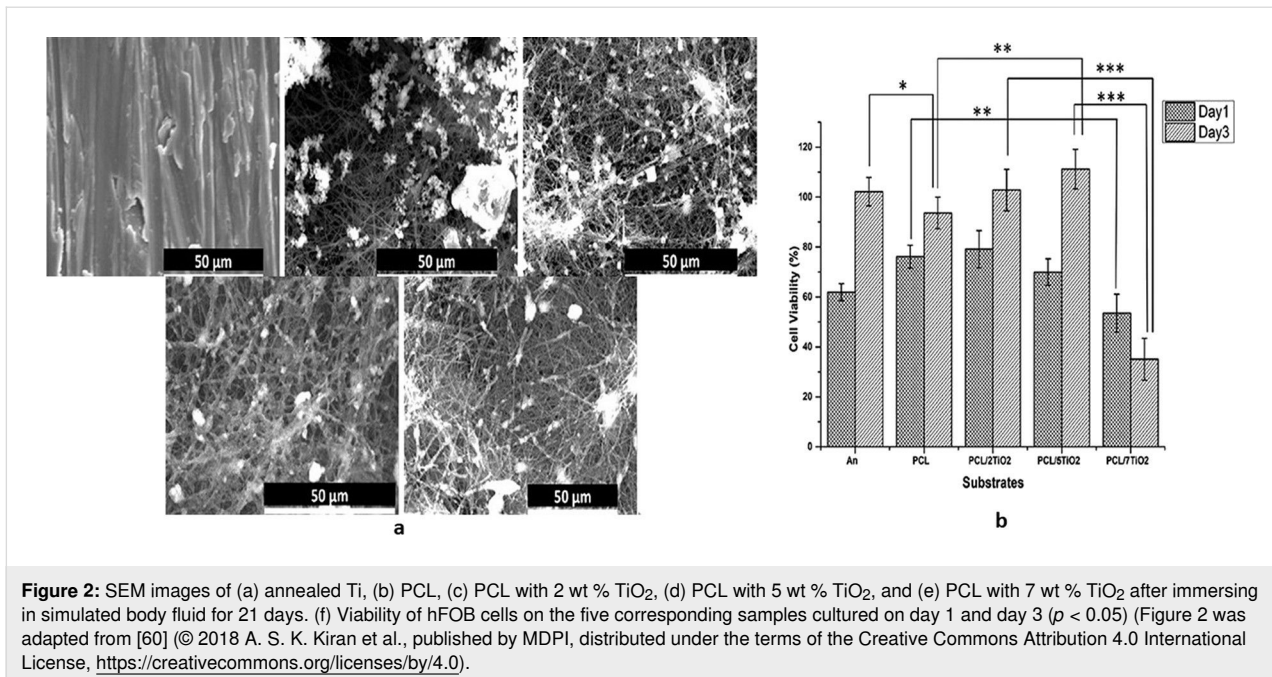 50 µm
50 µm
50 µm
50 µm
50 µm
a
**
***
*
***
**
Day1
Day3
120
100
80
60
40
20
0
Cell Viability (%)
An
PCL
PCL/2TiO2
PCL/5TiO2
PCL/7TiO2
Substrates
b
Figure 2: SEM images of (a) annealed Ti, (b) PCL, (c) PCL with 2 wt % TiO₂, (d) PCL with 5 wt % TiO₂, and (e) PCL with 7 wt % TiO₂ after immersing
in simulated body fluid for 21 days. (f) Viability of hFOB cells on the five corresponding samples cultured on day 1 and day 3 (p < 0.05) (Figure 2 was
adapted from [60] (© 2018 A. S. K. Kiran et al., published by MDPI, distributed under the terms of the Creative Commons Attribution 4.0 International
License, https://creativecommons.org/licenses/by/4.0).